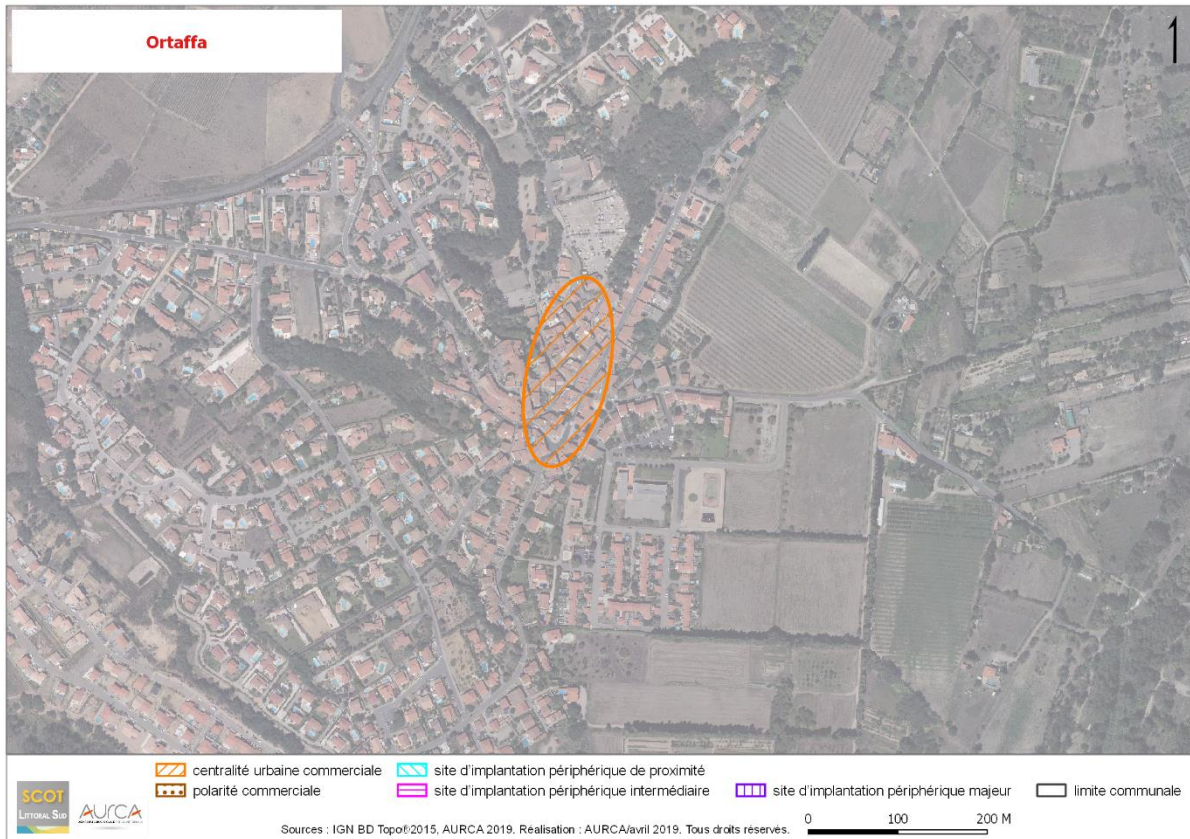 Ortaffa
centralité urbaine commerciale
site d'implantation périphérique de proximité
polarité commerciale
site d'implantation périphérique intermédiaire
site d'implantation périphérique majeur
limite communale
SCOT
LITTORAL SUD
AURCA
Sources : IGN BD Topo®2015, AURCA 2019. Réalisation : AURCA/avril 2019. Tous droits réservés.
0 100 200 M